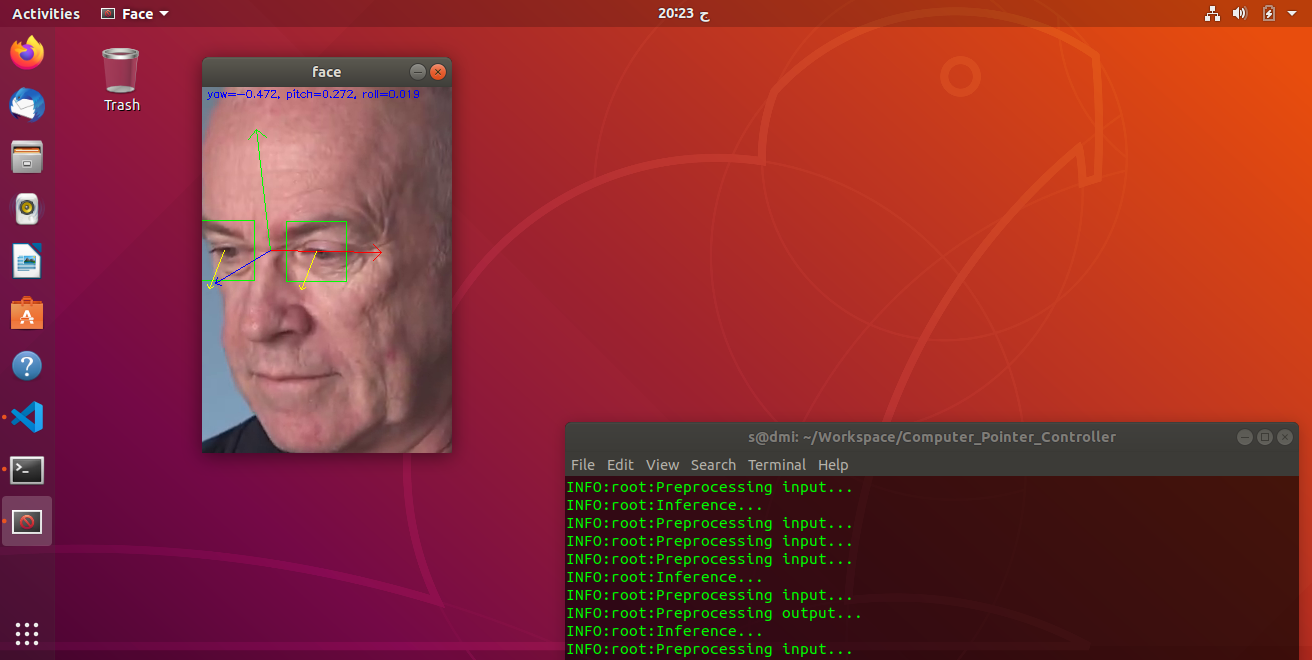 Activities
Face
20:23 ح
Trash
face
yaw=-0.472, pitch=0.272, roll=0.019
s@dmi: ~/Workspace/Computer_Pointer_Controller
File Edit View Search Terminal Help
INFO:root:Preprocessing input...
INFO:root:Inference...
INFO:root:Preprocessing input...
INFO:root:Preprocessing input...
INFO:root:Preprocessing input...
INFO:root:Inference...
INFO:root:Preprocessing input...
INFO:root:Preprocessing output...
INFO:root:Inference...
INFO:root:Preprocessing input...